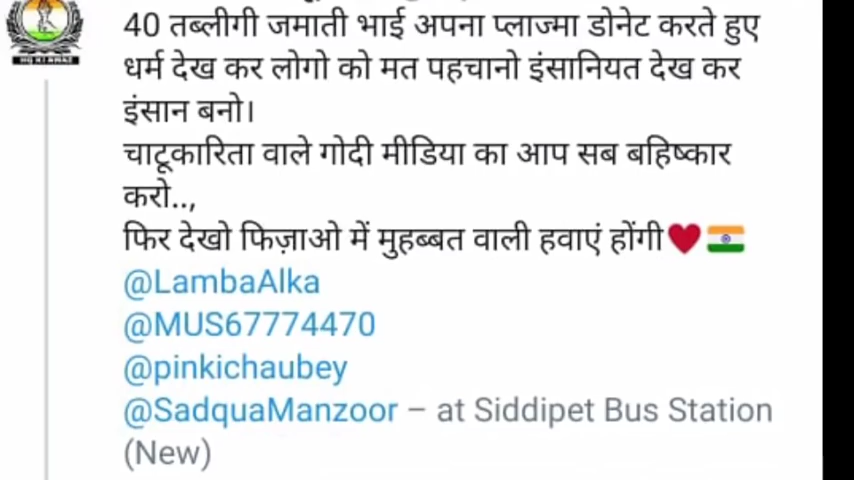 40 तब्लीगी जमाती भाई अपना प्लाज्मा डोनेट करते हुए
धर्म देख कर लोगो को मत पहचानो इंसानियत देख कर
इंसान बनो।
चाटूकारिता वाले गोदी मीडिया का आप सब बहिष्कार
करो..,
फिर देखो फिज़ाओ में मुहब्बत वाली हवाएं होंगी❤️🇮🇳
@LambaAlka
@MUS67774470
@pinkichaubey
@SadquaManzoor – at Siddipet Bus Station
(New)